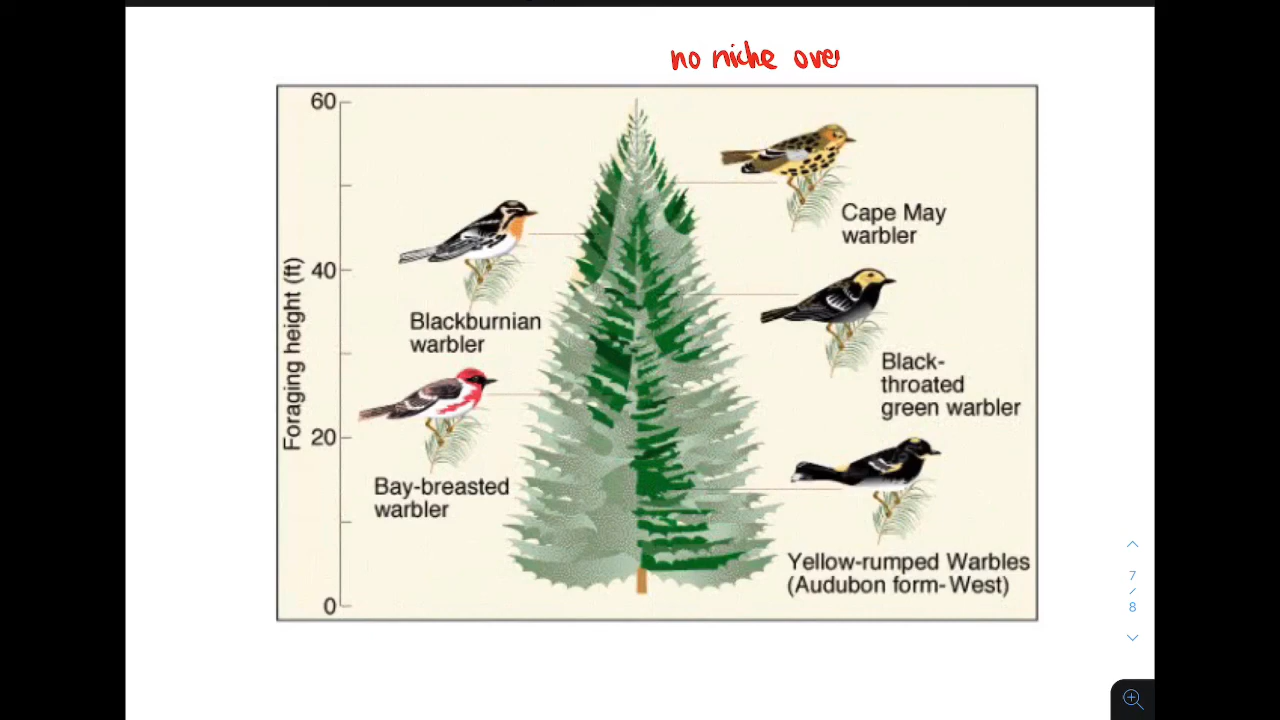 no niche over
60
Cape May
warbler
40
Blackburnian
warbler
Black-
throated
green warbler
Foraging height (ft)
20
Bay-breasted
warbler
Yellow-rumped Warbles
(Audubon form-West)
0
7
/
8